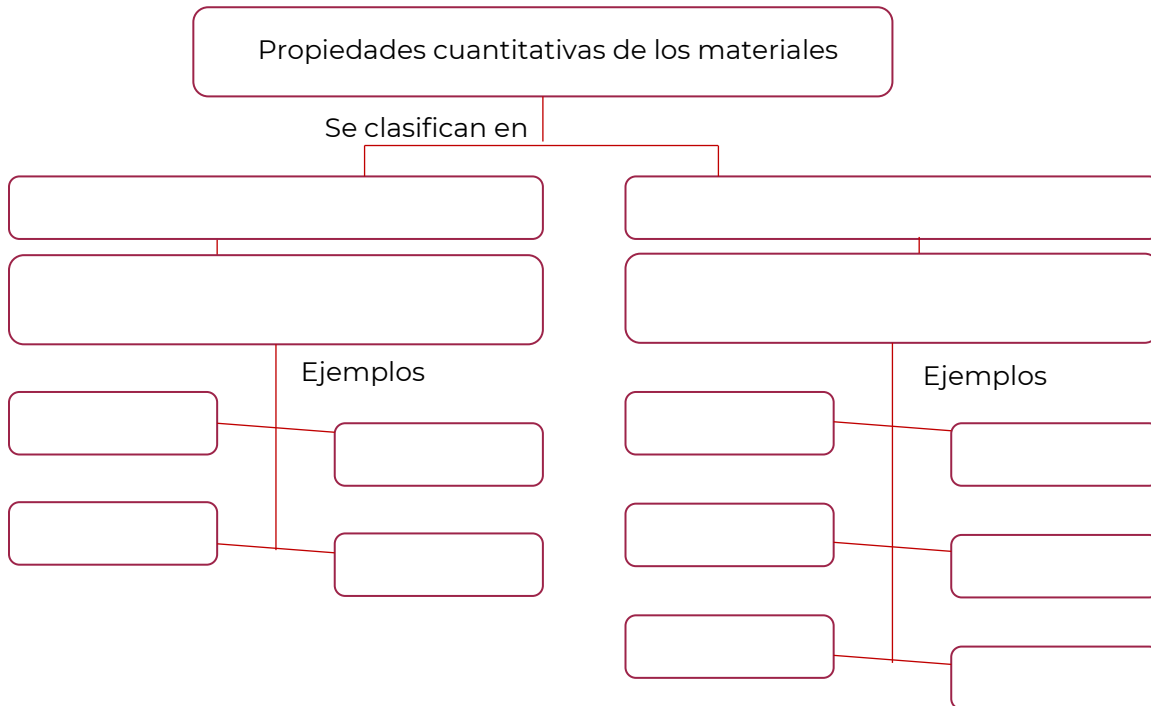 Propiedades cuantitativas de los materiales
Se clasifican en
Ejemplos
Ejemplos